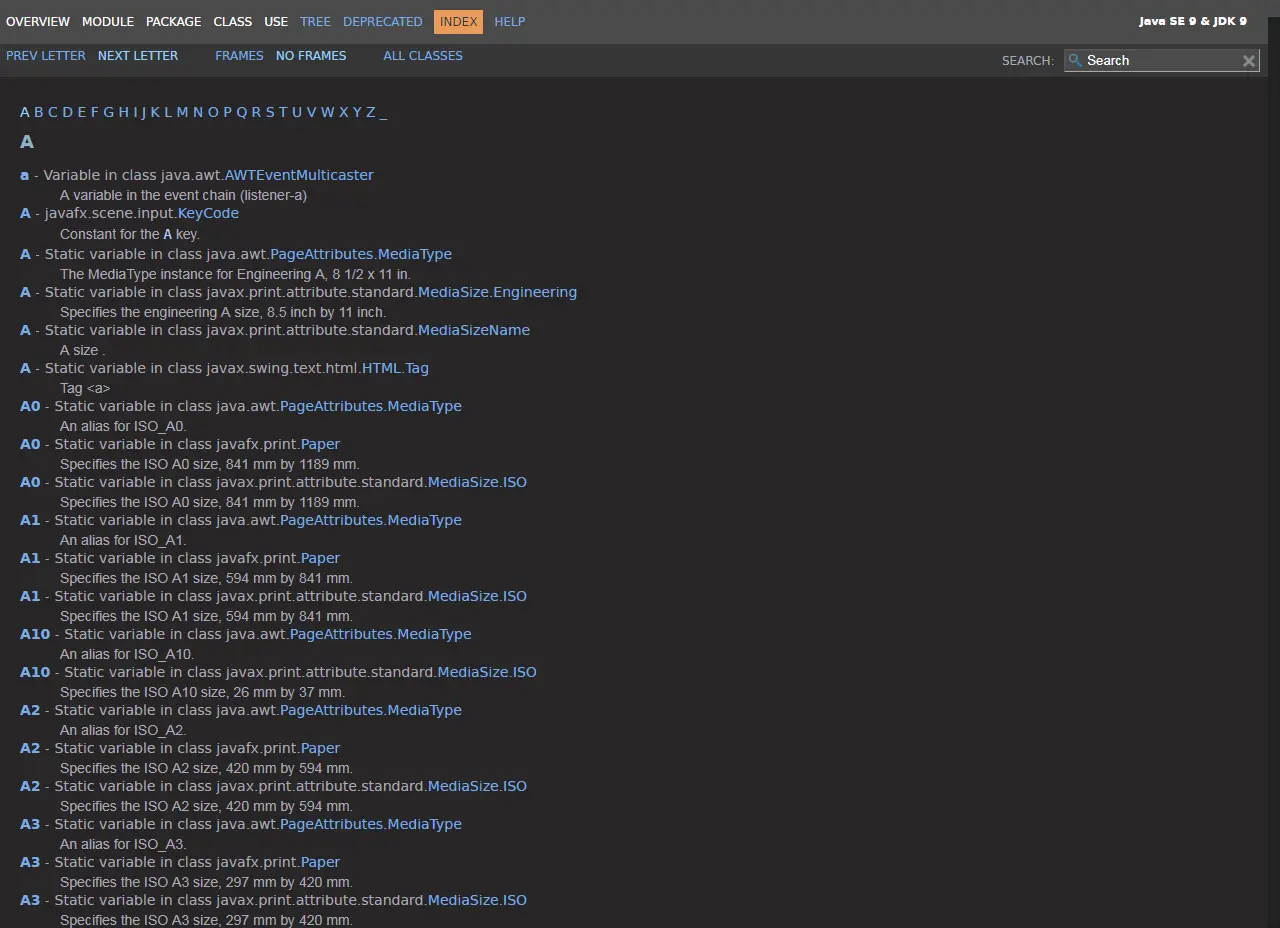 OVERVIEW MODULE PACKAGE CLASS USE TREE DEPRECATED INDEX HELP Java SE 9 & JDK 9
PREV LETTER NEXT LETTER FRAMES NO FRAMES ALL CLASSES SEARCH: Search
A B C D E F G H I J K L M N O P Q R S T U V W X Y Z _
A
a - Variable in class java.awt.AWTEventMulticaster
A variable in the event chain (listener-a)
A - javafx.scene.input.KeyCode
Constant for the A key.
A - Static variable in class java.awt.PageAttributes.MediaType
The MediaType instance for Engineering A, 8 1/2 x 11 in.
A - Static variable in class javax.print.attribute.standard.MediaSize.Engineering
Specifies the engineering A size, 8.5 inch by 11 inch.
A - Static variable in class javax.print.attribute.standard.MediaSizeName
A size .
A - Static variable in class javax.swing.text.html.HTML.Tag
Tag <a>
A0 - Static variable in class java.awt.PageAttributes.MediaType
An alias for ISO_A0.
A0 - Static variable in class javafx.print.Paper
Specifies the ISO A0 size, 841 mm by 1189 mm.
A0 - Static variable in class javax.print.attribute.standard.MediaSize.ISO
Specifies the ISO A0 size, 841 mm by 1189 mm.
A1 - Static variable in class java.awt.PageAttributes.MediaType
An alias for ISO_A1.
A1 - Static variable in class javafx.print.Paper
Specifies the ISO A1 size, 594 mm by 841 mm.
A1 - Static variable in class javax.print.attribute.standard.MediaSize.ISO
Specifies the ISO A1 size, 594 mm by 841 mm.
A10 - Static variable in class java.awt.PageAttributes.MediaType
An alias for ISO_A10.
A10 - Static variable in class javax.print.attribute.standard.MediaSize.ISO
Specifies the ISO A10 size, 26 mm by 37 mm.
A2 - Static variable in class java.awt.PageAttributes.MediaType
An alias for ISO_A2.
A2 - Static variable in class javafx.print.Paper
Specifies the ISO A2 size, 420 mm by 594 mm.
A2 - Static variable in class javax.print.attribute.standard.MediaSize.ISO
Specifies the ISO A2 size, 420 mm by 594 mm.
A3 - Static variable in class java.awt.PageAttributes.MediaType
An alias for ISO_A3.
A3 - Static variable in class javafx.print.Paper
Specifies the ISO A3 size, 297 mm by 420 mm.
A3 - Static variable in class javax.print.attribute.standard.MediaSize.ISO
Specifies the ISO A3 size, 297 mm by 420 mm.